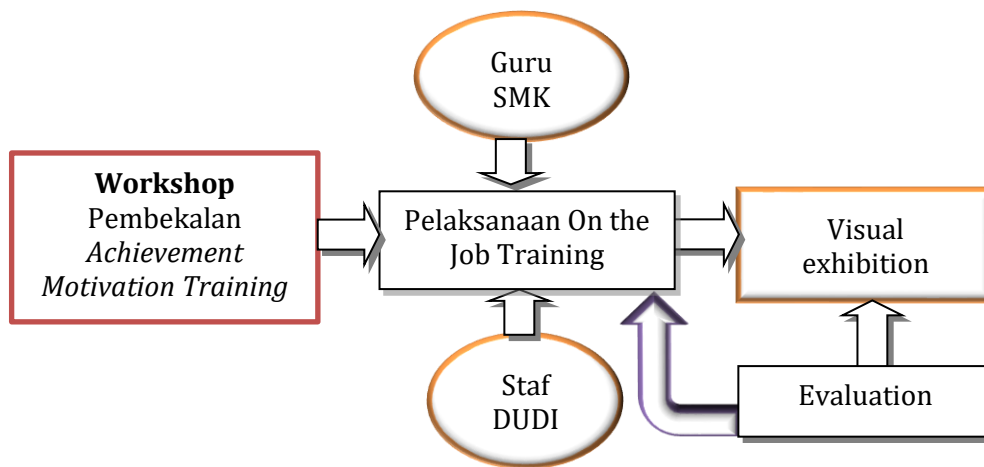 Guru
SMK
Workshop
Pembekalan
Achievement
Motivation Training
Pelaksanaan On the
Job Training
Visual
exhibition
Staf
DUDI
Evaluation